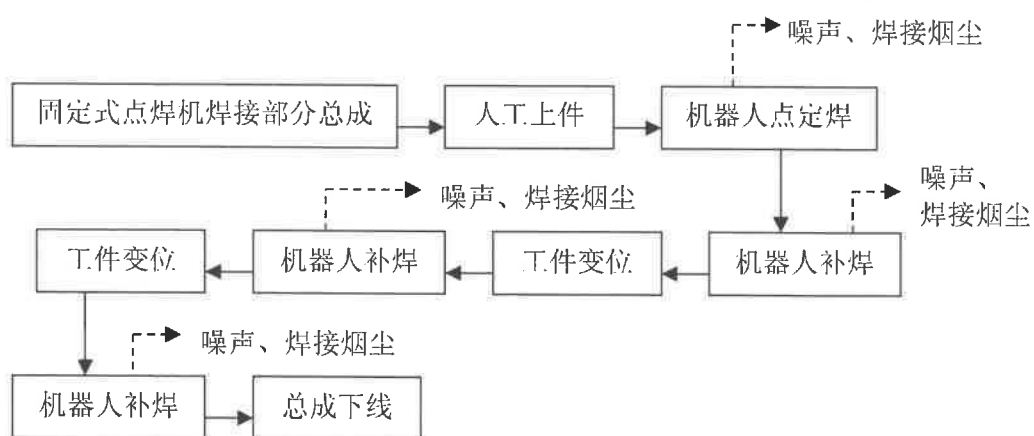 噪声、焊接烟尘
固定式点焊机焊接部分总成
人工上件
机器人点定焊
噪声、
焊接烟尘
噪声、焊接烟尘
工件变位
机器人补焊
工件变位
机器人补焊
噪声、焊接烟尘
机器人补焊
总成下线